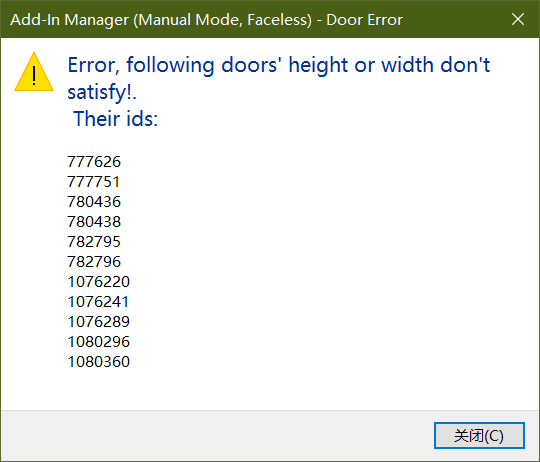 Add-In Manager (Manual Mode, Faceless) - Door Error
Error, following doors' height or width don't
satisfy!.
Their ids:
777626
777751
780436
780438
782795
782796
1076220
1076241
1076289
1080296
1080360
关闭(C)